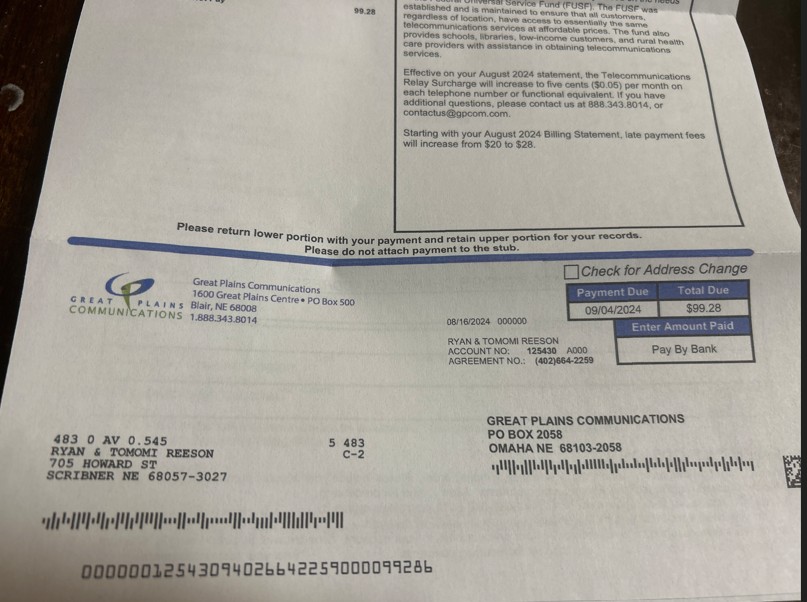 99.28
Universal Service Fund (FUSF). The FUSF was
established and is maintained to ensure that all customers,
regardless of location, have access to essentially the same
telecommunications services at affordable prices. The fund also
provides schools, libraries, low-income customers, and rural health
care providers with assistance in obtaining telecommunications
services.
Effective on your August 2024 statement, the Telecommunications
Relay Surcharge will increase to five cents ($0.05) per month on
each telephone number or functional equivalent. If you have
additional questions, please contact us at 888.343.8014, or
contactus@gpcom.com.
Starting with your August 2024 Billing Statement, late payment fees
will increase from $20 to $28.
Please return lower portion with your payment and retain upper portion for your records.
Please do not attach payment to the stub.
GREAT PLAINS
COMMUNICATIONS
Great Plains Communications
1600 Great Plains Centre • PO Box 500
Blair, NE 68008
1.888.343.8014
Check for Address Change
Payment Due Total Due
09/04/2024 $99.28
Enter Amount Paid
Pay By Bank
08/16/2024 000000
RYAN & TOMOMI REESON
ACCOUNT NO: 125430 A000
AGREEMENT NO.: (402)664-2259
GREAT PLAINS COMMUNICATIONS
PO BOX 2058
OMAHA NE 68103-2058
483 0 AV 0.545 5 483
RYAN & TOMOMI REESON C-2
705 HOWARD ST
SCRIBNER NE 68057-3027
0000000125430940266422590000099286